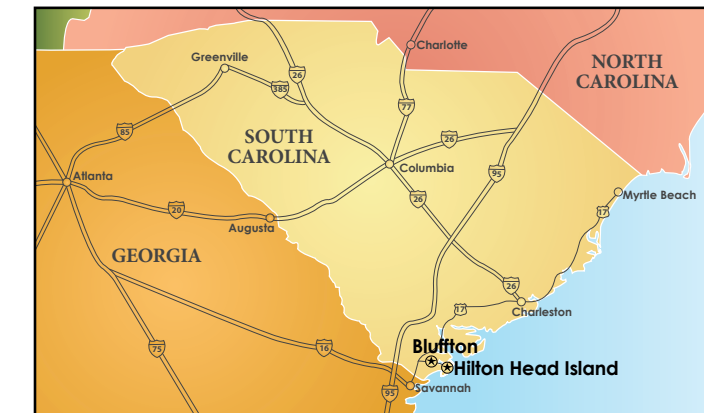 Charlotte
Greenville
NORTH
CAROLINA
26
385
77
85
SOUTH
CAROLINA
26
95
Columbia
Atlanta
26
Myrtle Beach
20
17
Augusta
GEORGIA
26
17
Charleston
Bluffton
75
16
Hilton Head Island
95
Savannah